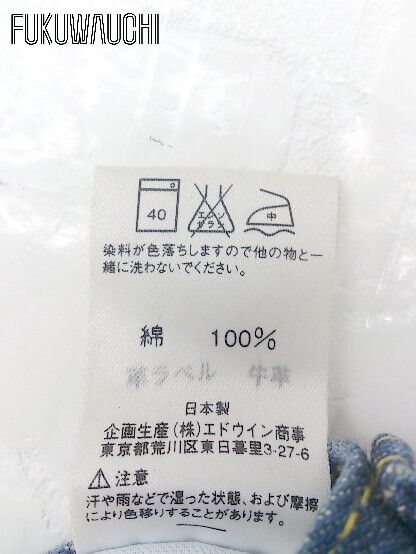 FUKUWAUCHI
40
エンソ
サラシ
中
染料が色落ちしますので他の物と一
緒に洗わないでください。
綿 100%
革ラベル 牛革
日本製
企画生産(株)エドウイン商事
東京都荒川区東日暮里3-27-6
注意
汗や雨などで湿った状態、および摩擦
により色移りすることがあります。